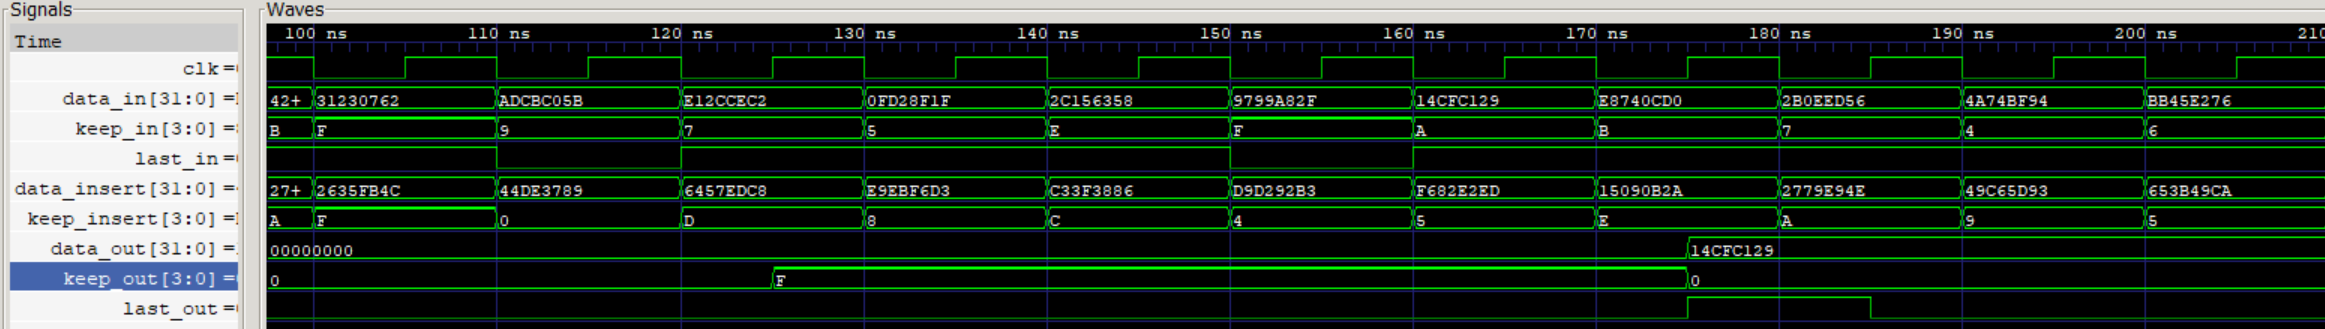 Signals
Waves
Time
100 ns 110 ns 120 ns 130 ns 140 ns 150 ns 160 ns 170 ns 180 ns 190 ns 200 ns 210
clk=
data_in[31:0]= 42+ 31230762 ADCBC05B E12CCEC2 0FD28F1F 2C156358 9799A82F 14CFC129 E8740CD0 2B0EED56 4A74BF94 BB45E276
keep_in[3:0]= B F 9 7 5 E F A B 7 4 6
last_in=
data_insert[31:0]= 27+ 2635FB4C 44DE3789 6457EDC8 E9EBF6D3 C33F3886 D9D292B3 F682E2ED 15090B2A 2779E94E 49C65D93 653B49CA
keep_insert[3:0]= A F 0 D 8 C 4 5 E A 9 5
data_out[31:0]= 00000000 14CFC129
keep_out[3:0]= 0 F 0
last_out=